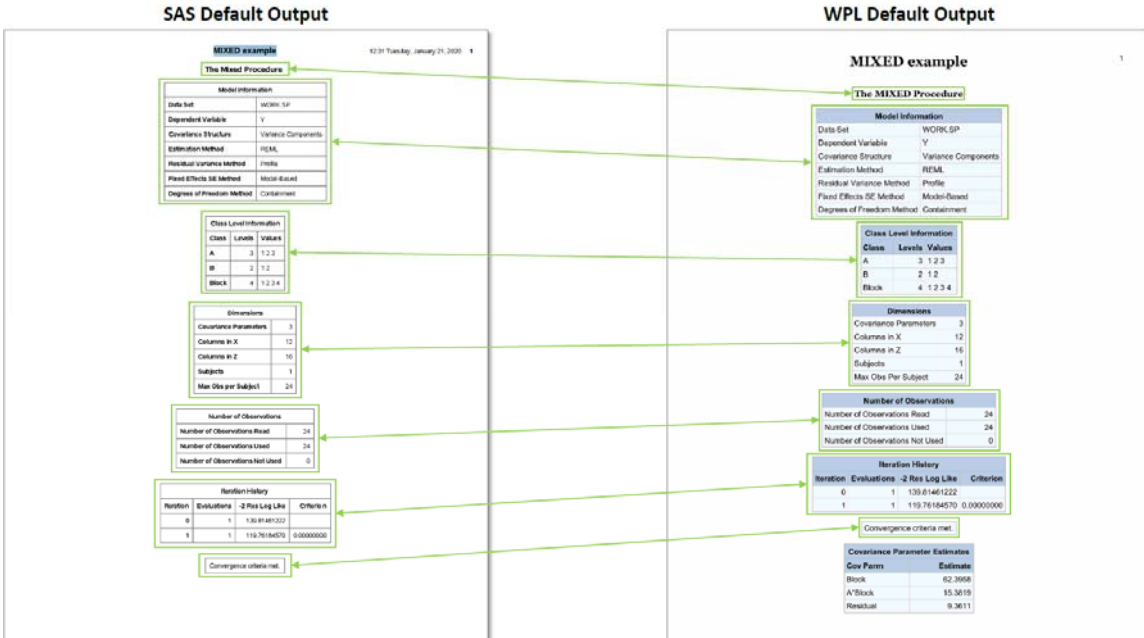 SAS Default Output
MIXED example
12:31 Tuesday, January 21, 2020 1
The Mixed Procedure
Model Information
Data Set WORK.SP
Dependent Variable Y
Covariance Structure Variance Components
Estimation Method REML
Residual Variance Method Profile
Fixed Effects SE Method Model-Based
Degrees of Freedom Method Containment
Class Level Information
Class Levels Values
A 3 1 2 3
B 2 1 2
Block 4 1 2 3 4
Dimensions
Covariance Parameters 3
Columns in X 12
Columns in Z 16
Subjects 1
Max Obs per Subject 24
Number of Observations
Number of Observations Read 24
Number of Observations Used 24
Number of Observations Not Used 0
Iteration History
Iteration Evaluations -2 Res Log Like Criterion
0 1 139.81461222
1 1 119.76184570 0.00000000
Convergence criteria met.
WPL Default Output
1
MIXED example
The MIXED Procedure
Model Information
Data Set WORK.SP
Dependent Variable Y
Covariance Structure Variance Components
Estimation Method REML
Residual Variance Method Profile
Fixed Effects SE Method Model-Based
Degrees of Freedom Method Containment
Class Level Information
Class Levels Values
A 3 1 2 3
B 2 1 2
Block 4 1 2 3 4
Dimensions
Covariance Parameters 3
Columns in X 12
Columns in Z 16
Subjects 1
Max Obs Per Subject 24
Number of Observations
Number of Observations Read 24
Number of Observations Used 24
Number of Observations Not Used 0
Iteration History
Iteration Evaluations -2 Res Log Like Criterion
0 1 139.81461222
1 1 119.76184570 0.00000000
Convergence criteria met.
Covariance Parameter Estimates
Cov Parm Estimate
Block 62.3958
A*Block 15.3819
Residual 9.3611